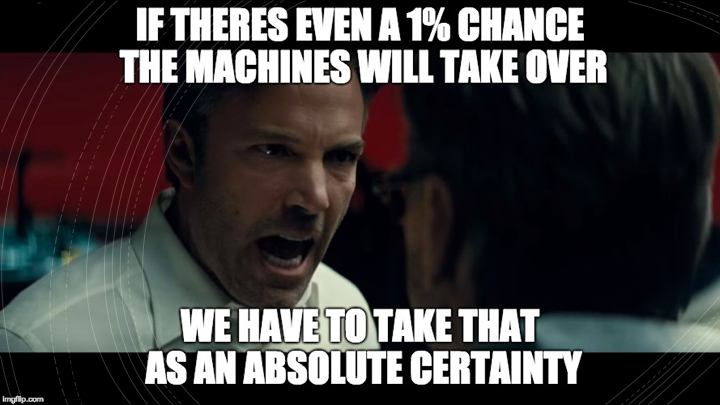 IF THERES EVEN A 1% CHANCE
THE MACHINES WILL TAKE OVER
WE HAVE TO TAKE THAT
AS AN ABSOLUTE CERTAINTY
imgflip.com